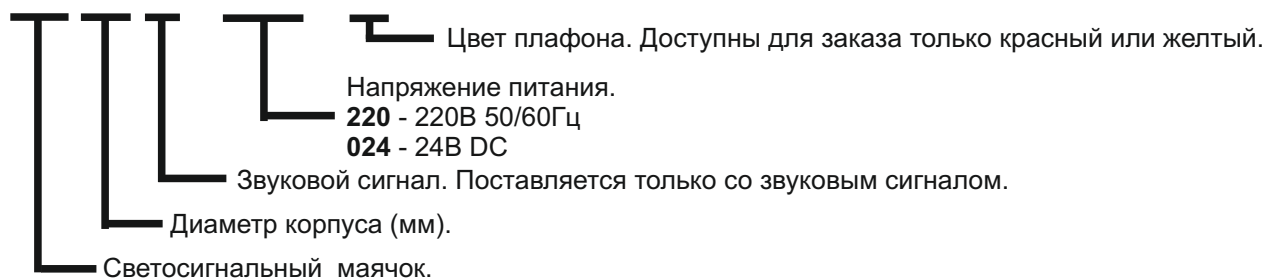 Цвет плафона. Доступны для заказа только красный или желтый.
Напряжение питания.
220 - 220В 50/60Гц
024 - 24В DC
Звуковой сигнал. Поставляется только со звуковым сигналом.
Диаметр корпуса (мм).
Светосигнальный маячок.